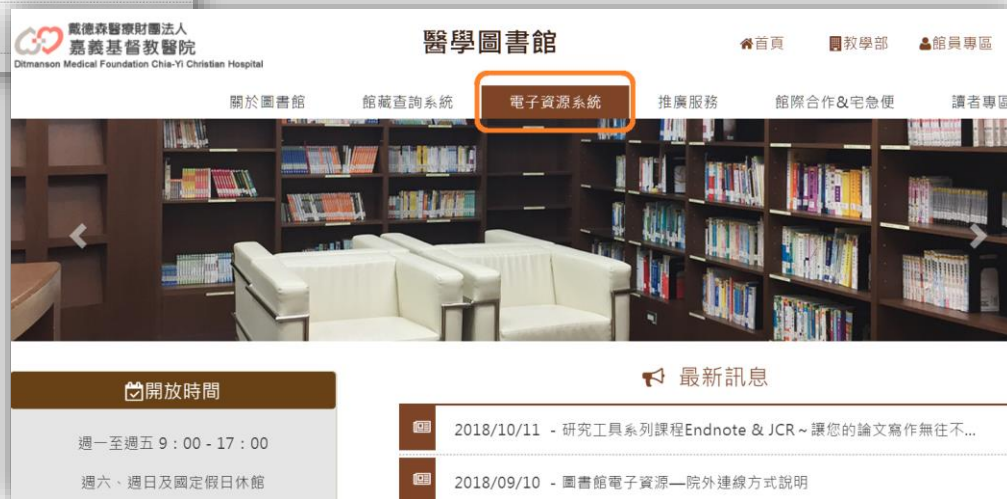 戴德森醫療財團法人
嘉義基督教醫院
Ditmanson Medical Foundation Chia-Yi Christian Hospital
醫學圖書館
首頁 教學部 館員專區
關於圖書館 館藏查詢系統 電子資源系統 推廣服務 館際合作&宅急便 讀者專區
開放時間
週一至週五 9:00 - 17:00
週六、週日及國定假日休館
最新訊息
2018/10/11 - 研究工具系列課程Endnote & JCR~讓您的論文寫作無往不...
2018/09/10 - 圖書館電子資源—院外連線方式說明